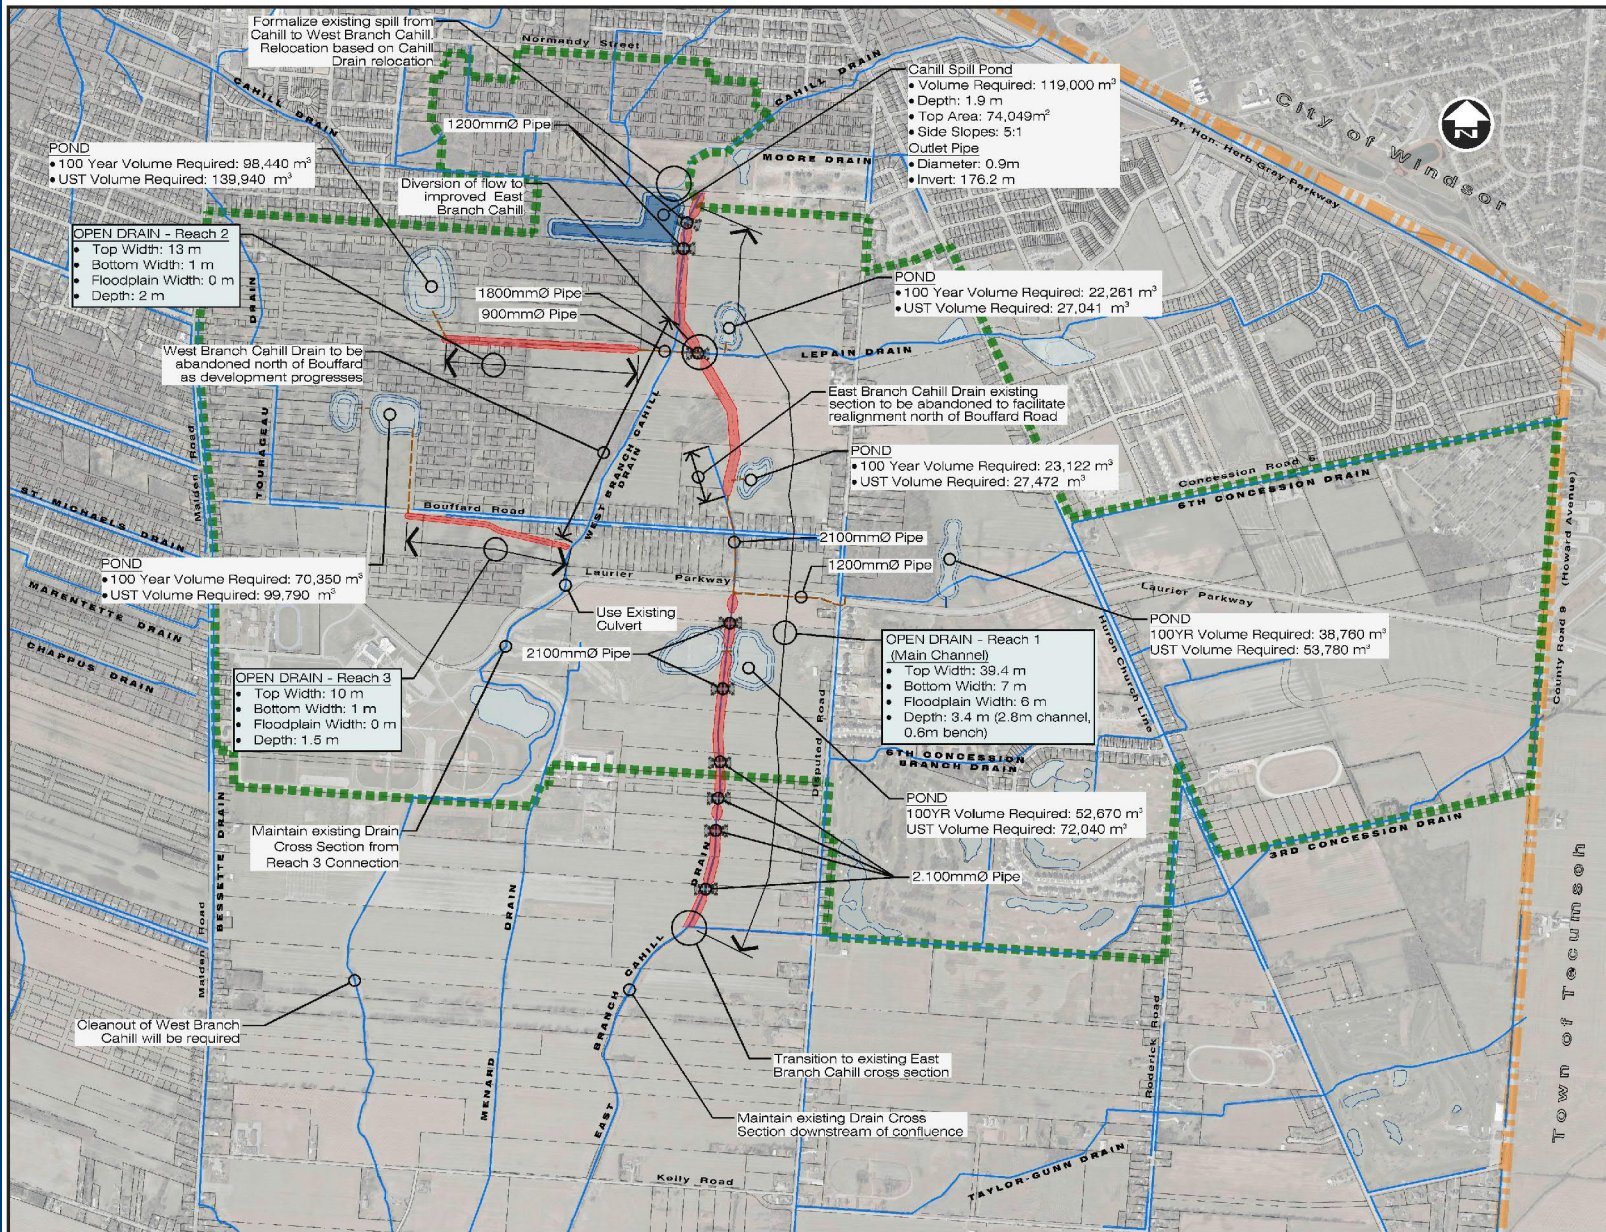 Formalize existing spill from
Cahill to West Branch Cahill.
Relocation based on Cahill
Drain relocation
Normandy Street
CAHILL DRAIN
CAHILL DRAIN
Cahill Spill Pond
• Volume Required: 119,000 m³
• Depth: 1.9 m
• Top Area: 74,049m²
• Side Slopes: 5:1
Outlet Pipe
• Diameter: 0.9m
• Invert: 176.2 m
City of Windsor
N
Rt. Hon. Herb Gray Parkway
1200mmØ Pipe
MOORE DRAIN
POND
• 100 Year Volume Required: 98,440 m³
• UST Volume Required: 139,940 m³
Diversion of flow to
improved East
Branch Cahill
OPEN DRAIN - Reach 2
• Top Width: 13 m
• Bottom Width: 1 m
• Floodplain Width: 0 m
• Depth: 2 m
DRAIN
POND
• 100 Year Volume Required: 22,261 m³
• UST Volume Required: 27,041 m³
1800mmØ Pipe
900mmØ Pipe
LEPAIN DRAIN
West Branch Cahill Drain to be
abandoned north of Bouffard
as development progresses
East Branch Cahill Drain existing
section to be abandoned to facilitate
realignment north of Bouffard Road
TOURAGEAU
Malden Road
WEST BRANCH CAHILL
DRAIN
POND
• 100 Year Volume Required: 23,122 m³
• UST Volume Required: 27,472 m³
Concession Road 6
6TH CONCESSION DRAIN
County Road 9 (Howard Avenue)
ST. MICHAELS DRAIN
Bouffard Road
2100mmØ Pipe
1200mmØ Pipe
POND
• 100 Year Volume Required: 70,350 m³
• UST Volume Required: 99,790 m³
Laurier Parkway
Laurier Parkway
MARENTETTE DRAIN
Use Existing
Culvert
POND
100YR Volume Required: 38,760 m³
UST Volume Required: 53,780 m³
Huron Church Line
CHAPPUS DRAIN
2100mmØ Pipe
OPEN DRAIN - Reach 1
(Main Channel)
• Top Width: 39.4 m
• Bottom Width: 7 m
• Floodplain Width: 6 m
• Depth: 3.4 m (2.8m channel,
0.6m bench)
OPEN DRAIN - Reach 3
• Top Width: 10 m
• Bottom Width: 1 m
• Floodplain Width: 0 m
• Depth: 1.5 m
Disputed Road
6TH CONCESSION
BRANCH DRAIN
POND
100YR Volume Required: 52,670 m³
UST Volume Required: 72,040 m³
BESSETTE DRAIN
Maintain existing Drain
Cross Section from
Reach 3 Connection
3RD CONCESSION DRAIN
2.100mmØ Pipe
Malden Road
MENARD DRAIN
EAST BRANCH CAHILL DRAIN
Town of Tecumseh
Cleanout of West Branch
Cahill will be required
Transition to existing East
Branch Cahill cross section
Roderick Road
Maintain existing Drain Cross
Section downstream of confluence
TAYLOR-GUNN DRAIN
Kelly Road